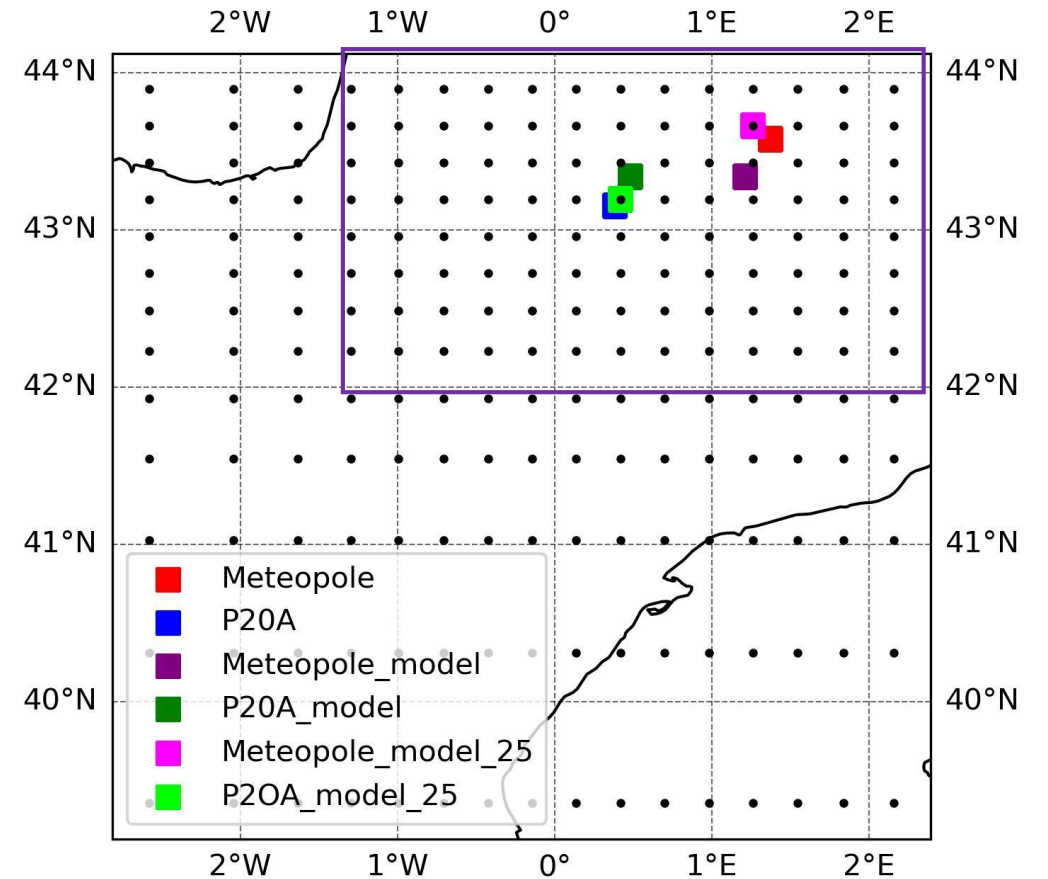 2°W 1°W 0° 1°E 2°E
44°N 44°N
43°N 43°N
42°N 42°N
41°N 41°N
Meteopole
P20A
Meteopole_model
P20A_model
40°N 40°N
Meteopole_model_25
P2OA_model_25
2°W 1°W 0° 1°E 2°E